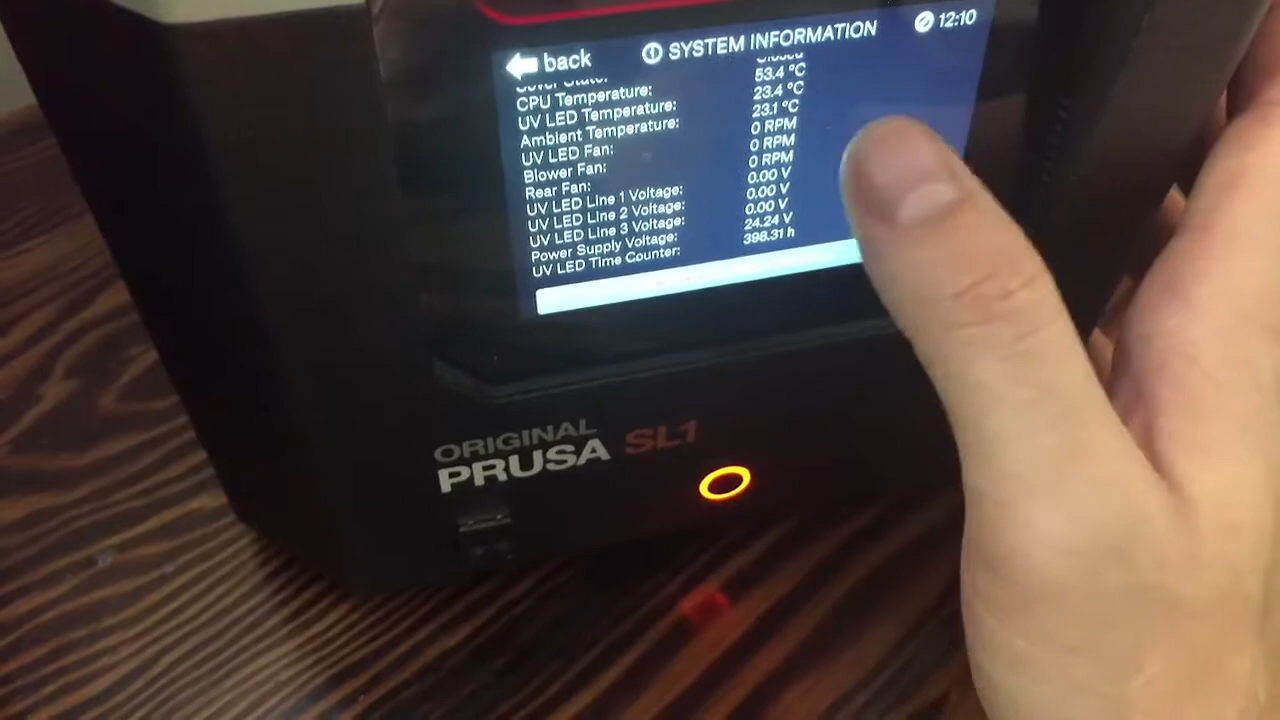 back
SYSTEM INFORMATION
12:10
Cover State: Closed
CPU Temperature: 53.4 °C
UV LED Temperature: 23.4 °C
Ambient Temperature: 23.1 °C
UV LED Fan: 0 RPM
Blower Fan: 0 RPM
Rear Fan: 0 RPM
UV LED Line 1 Voltage: 0.00 V
UV LED Line 2 Voltage: 0.00 V
UV LED Line 3 Voltage: 0.00 V
Power Supply Voltage: 24.24 V
UV LED Time Counter: 398.31 h
ORIGINAL
PRUSA SL1